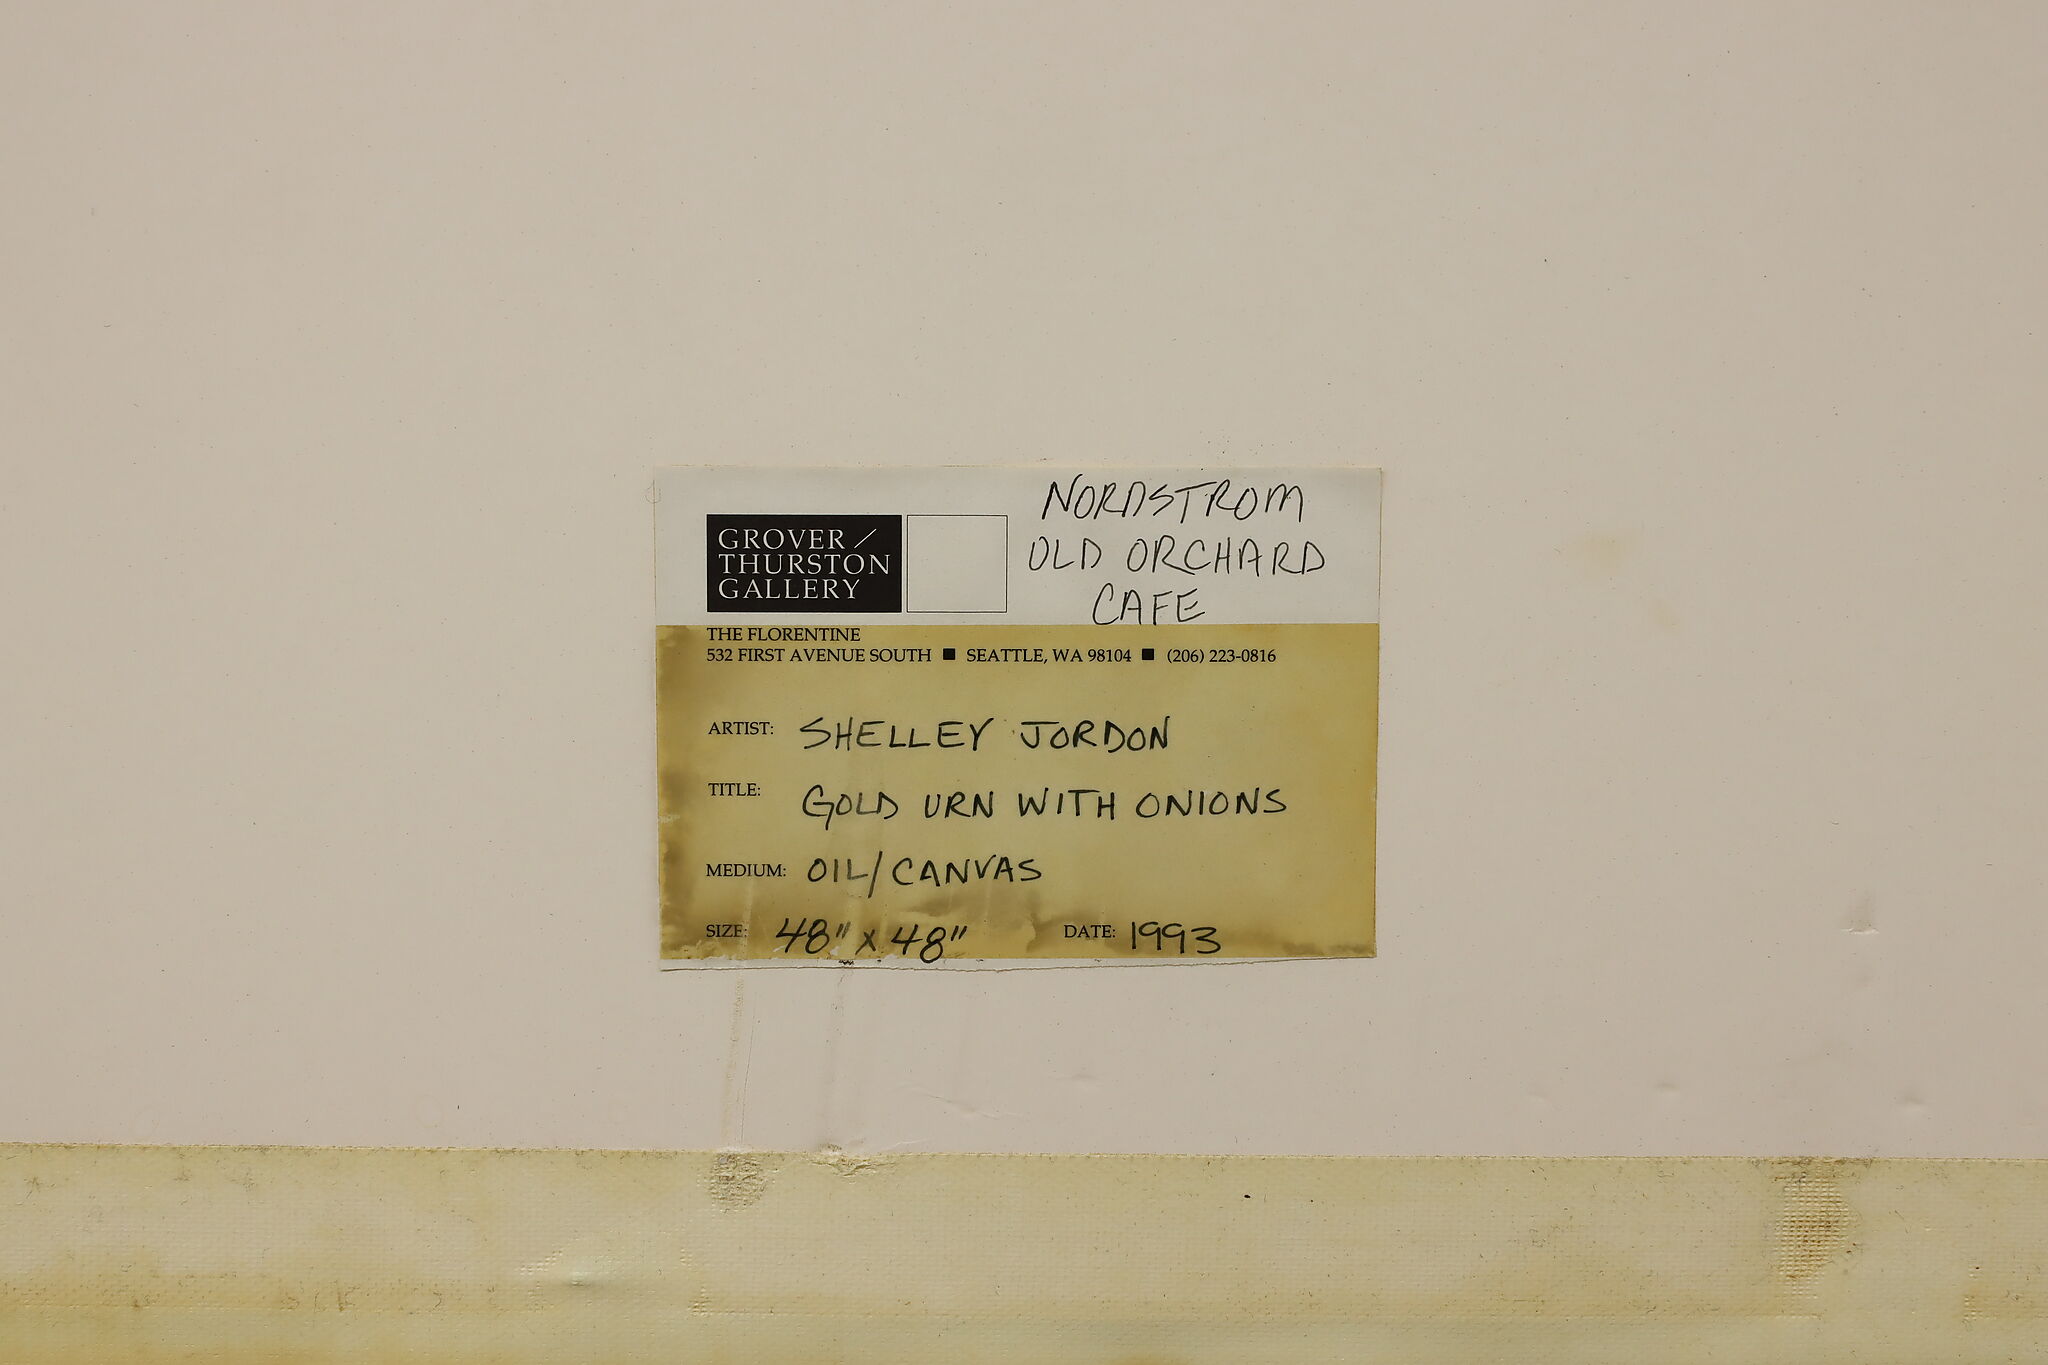 NORDSTROM
OLD ORCHARD
CAFE
GROVER /
THURSTON
GALLERY
THE FLORENTINE
532 FIRST AVENUE SOUTH ■ SEATTLE, WA 98104 ■ (206) 223-0816
ARTIST: SHELLEY JORDON
TITLE: GOLD URN WITH ONIONS
MEDIUM: OIL/CANVAS
SIZE: 48" x 48" DATE: 1993